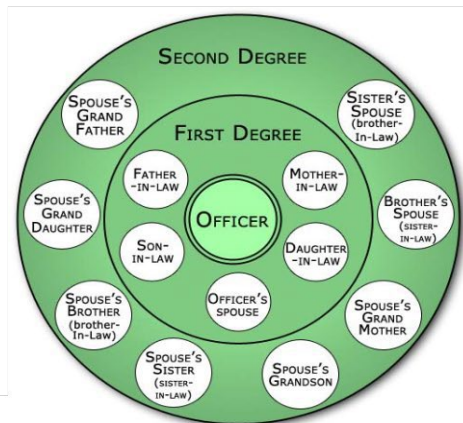 SECOND DEGREE
SPOUSE'S
GRAND
FATHER
SISTER'S
SPOUSE
(brother-
In-Law)
FIRST DEGREE
FATHER
-IN-LAW
MOTHER-
IN-LAW
SPOUSE'S
GRAND
DAUGHTER
OFFICER
BROTHER'S
SPOUSE
(SISTER-
IN-LAW)
SON-
IN-LAW
DAUGHTER
-IN-LAW
SPOUSE'S
BROTHER
(brother-
In-Law)
OFFICER'S
SPOUSE
SPOUSE'S
GRAND
MOTHER
SPOUSE'S
SISTER
(SISTER-
IN-LAW)
SPOUSE'S
GRANDSON